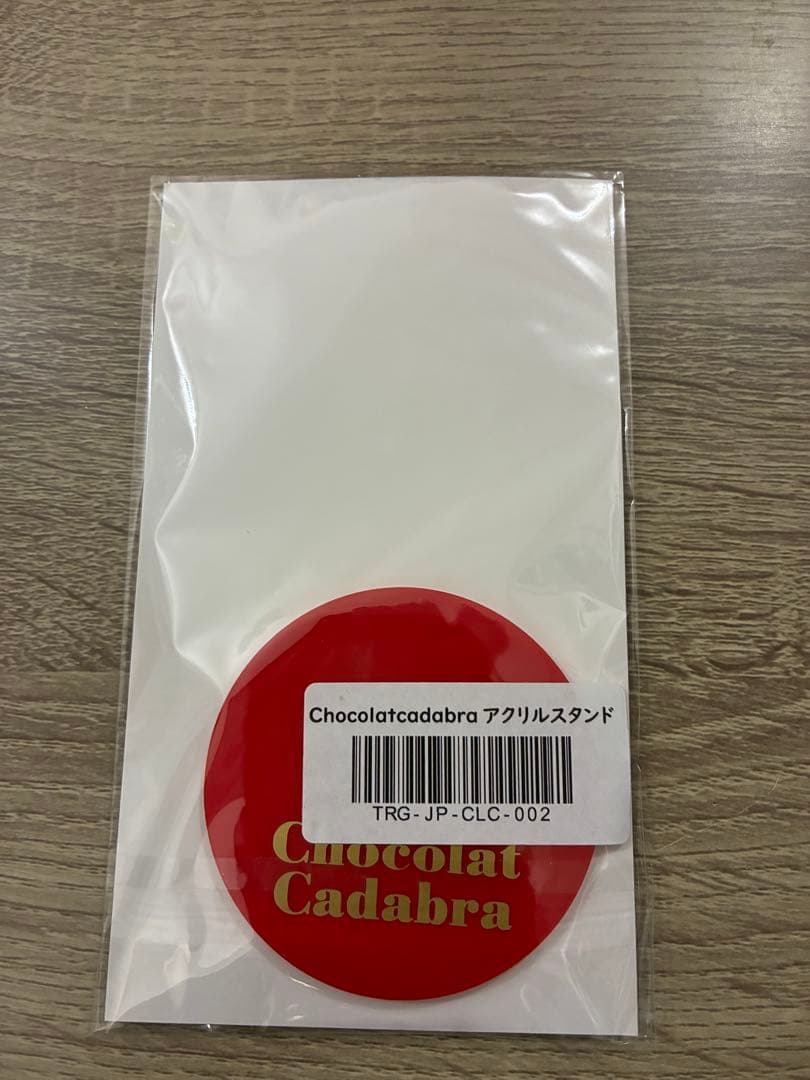 Chocolatcadabra アクリルスタンド
TRG-JP-CLC-002
Chocolat
Cadabra